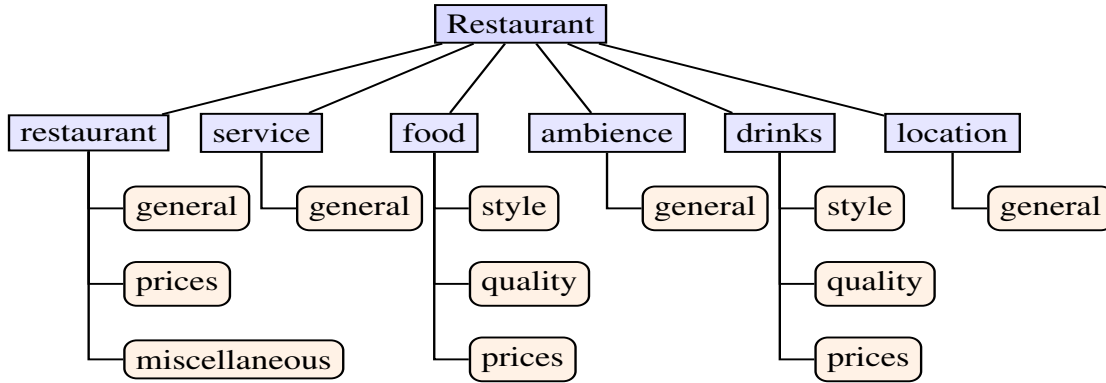 Restaurant
restaurant service food ambience drinks location
general general style general style general
prices quality quality
miscellaneous prices prices